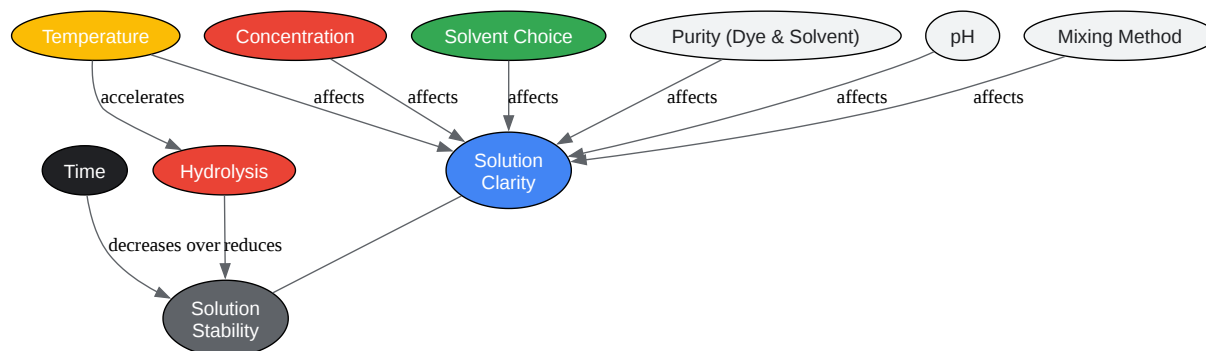 Temperature
Concentration
Solvent Choice
Purity (Dye & Solvent)
pH
Mixing Method
accelerates
affects
affects
affects
affects
affects
affects
Time
Hydrolysis
Solution
Clarity
decreases over
reduces
Solution
Stability